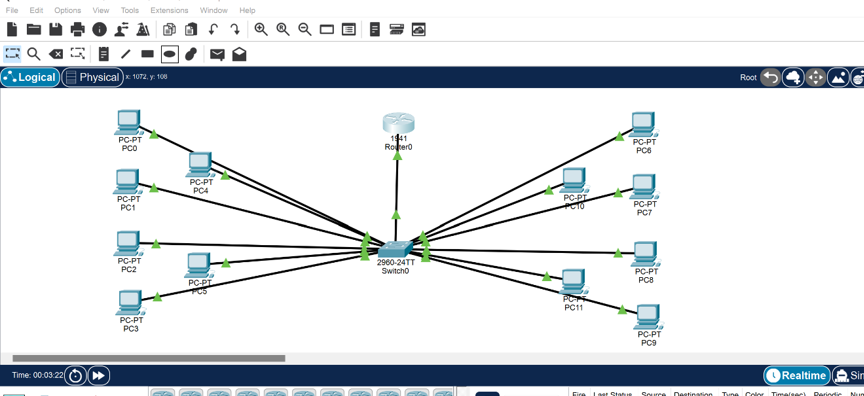 File Edit Options View Tools Extensions Window Help
Logical Physical x: 1072, y: 108 Root
PC-PT
PC0
PC-PT
PC4
PC-PT
PC1
PC-PT
PC2
PC-PT
PC5
PC-PT
PC3
1941
Router0
2960-24TT
Switch0
PC-PT
PC6
PC-PT
PC10
PC-PT
PC7
PC-PT
PC8
PC-PT
PC11
PC-PT
PC9
Time: 00:03:22 Realtime
Fire Last Status Source Destination Type Color Time(sec) Periodic